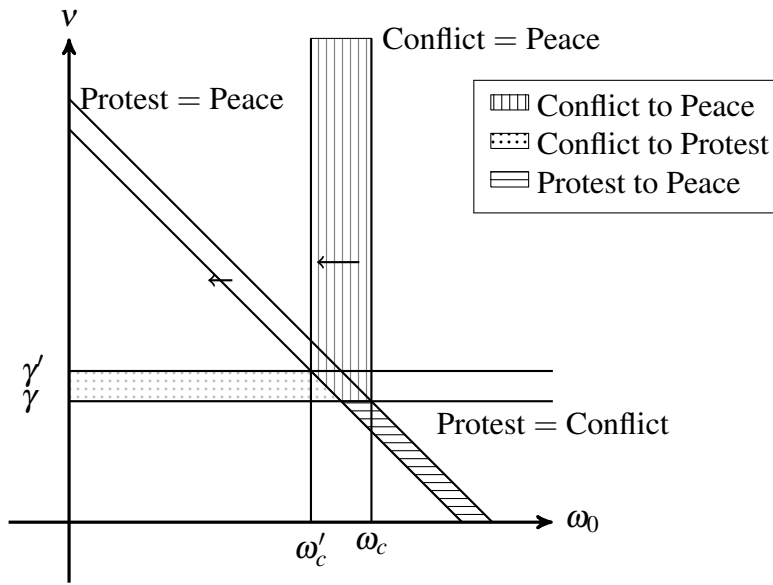 ν
Conflict = Peace
Protest = Peace
Conflict to Peace
Conflict to Protest
Protest to Peace
γ′
γ
Protest = Conflict
ω′c
ωc
ω0